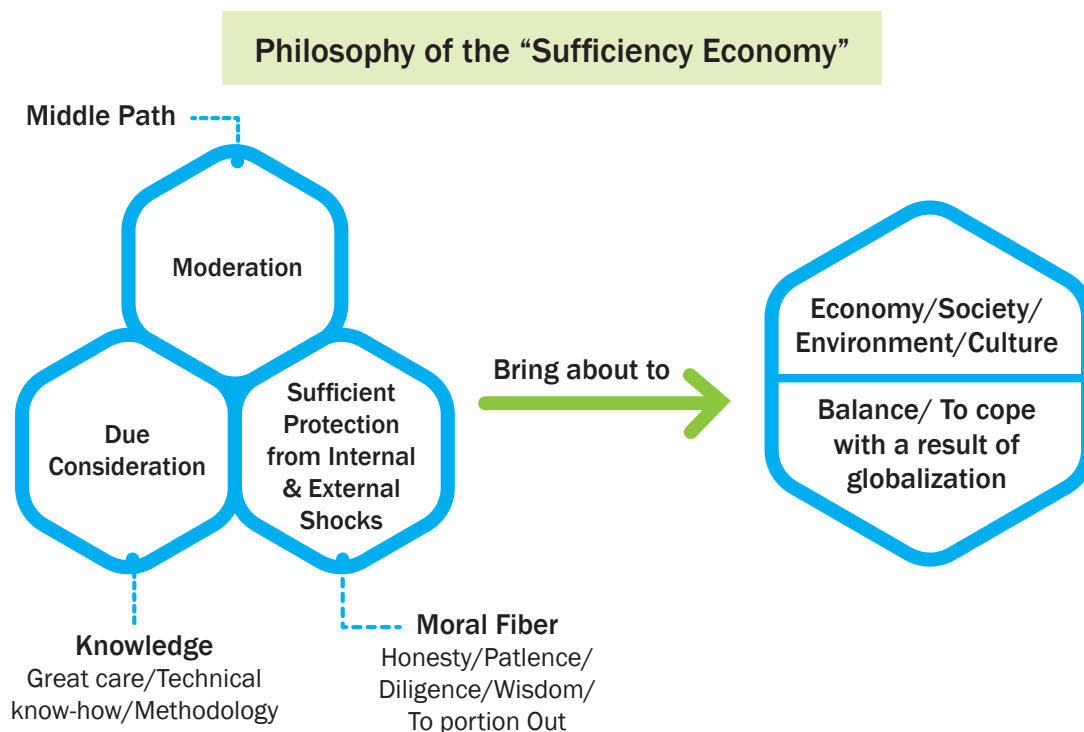 Philosophy of the “Sufficiency Economy”
Middle Path
Moderation
Due
Consideration
Sufficient
Protection
from Internal
& External
Shocks
Knowledge
Great care/Technical
know-how/Methodology
Moral Fiber
Honesty/Patlence/
Diligence/Wisdom/
To portion Out
Bring about to
Economy/Society/
Environment/Culture
Balance/ To cope
with a result of
globalization